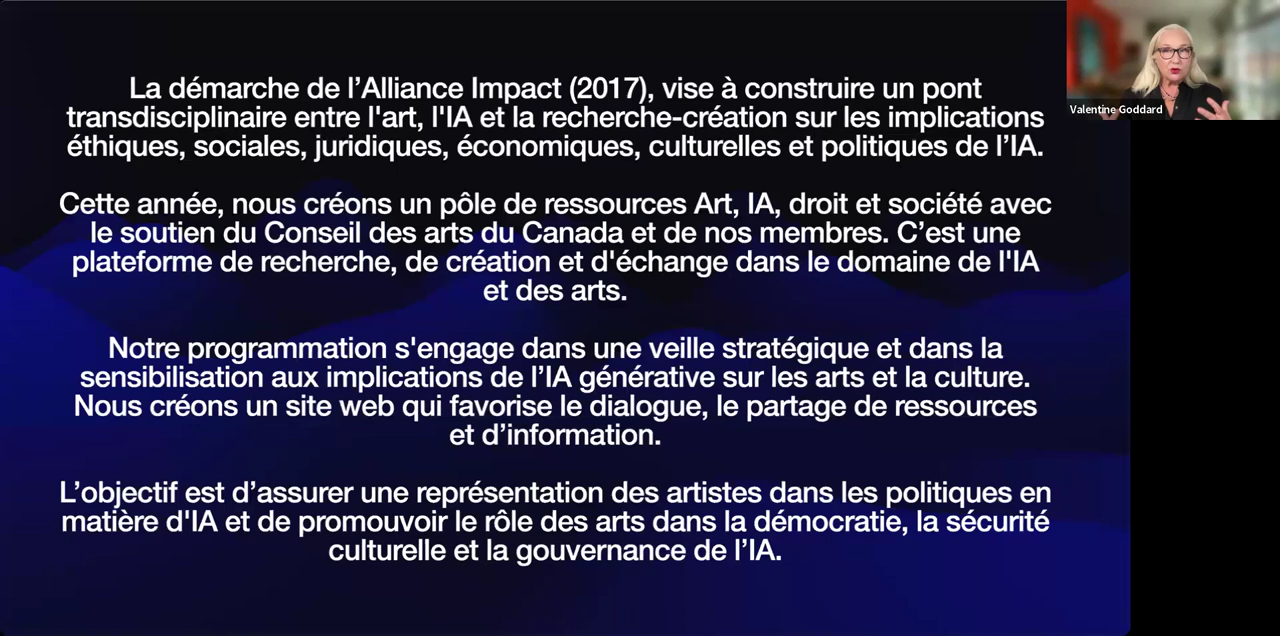 La démarche de l’Alliance Impact (2017), vise à construire un pont
transdisciplinaire entre l'art, l'IA et la recherche-création sur les implications
éthiques, sociales, juridiques, économiques, culturelles et politiques de l’IA.
Cette année, nous créons un pôle de ressources Art, IA, droit et société avec
le soutien du Conseil des arts du Canada et de nos membres. C’est une
plateforme de recherche, de création et d'échange dans le domaine de l'IA
et des arts.
Notre programmation s'engage dans une veille stratégique et dans la
sensibilisation aux implications de l’IA générative sur les arts et la culture.
Nous créons un site web qui favorise le dialogue, le partage de ressources
et d’information.
L’objectif est d’assurer une représentation des artistes dans les politiques en
matière d'IA et de promouvoir le rôle des arts dans la démocratie, la sécurité
culturelle et la gouvernance de l’IA.
Valentine Goddard